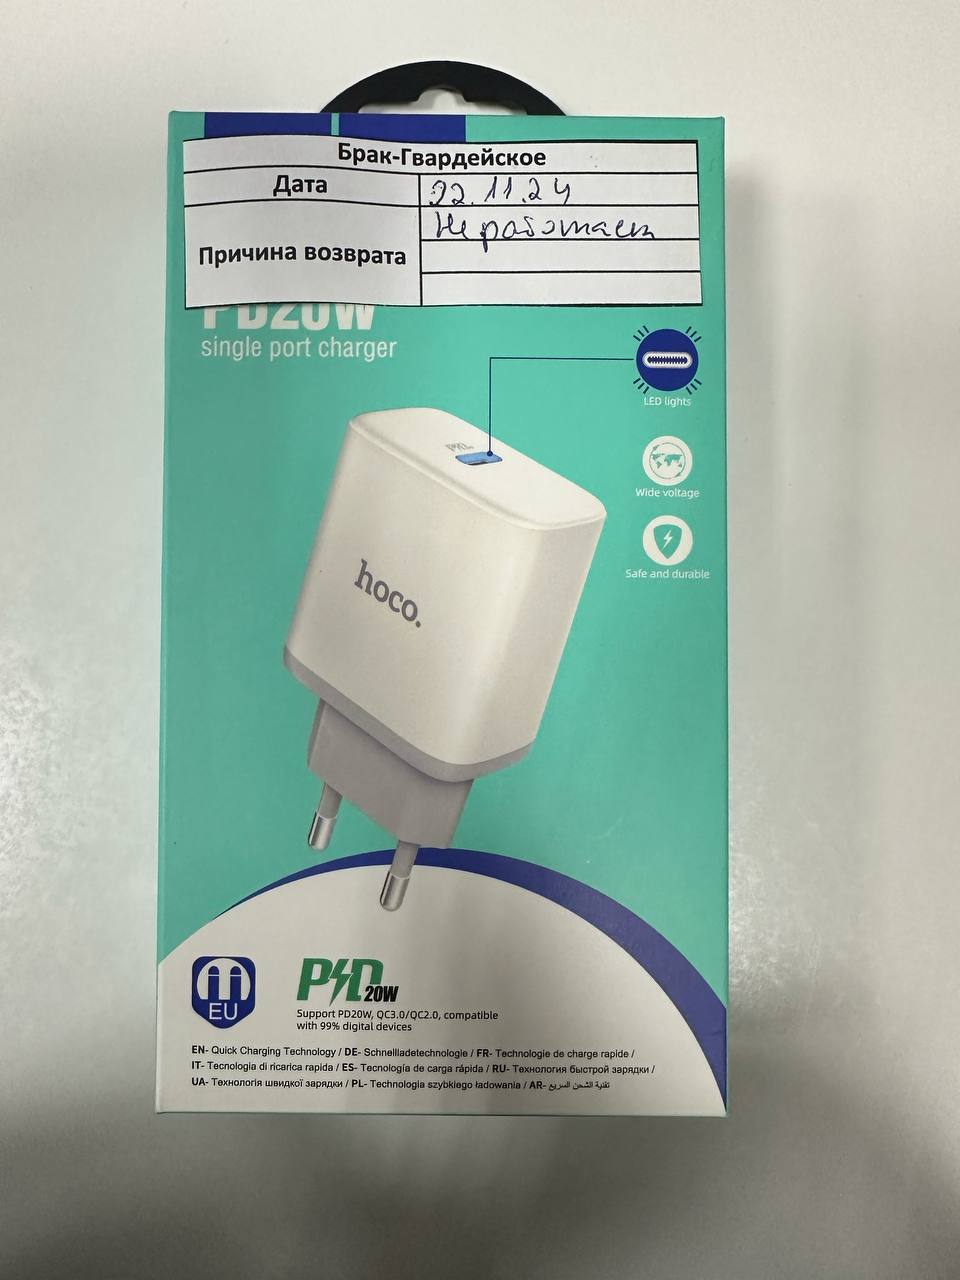 Брак-Гвардейское
Дата
22.11.24
Причина возврата
Не работает
PD20W
single port charger
LED lights
Wide voltage
Safe and durable
hoco.
EU
PD 20W
Support PD20W, QC3.0/QC2.0, compatible
with 99% digital devices
EN- Quick Charging Technology / DE- Schnellladetechnologie / FR- Technologie de charge rapide /
IT- Tecnologia di ricarica rapida / ES- Tecnología de carga rápida / RU- Технология быстрой зарядки /
UA- Технологія швидкої зарядки / PL- Technologia szybkiego ładowania / AR- تقنية الشحن السريع